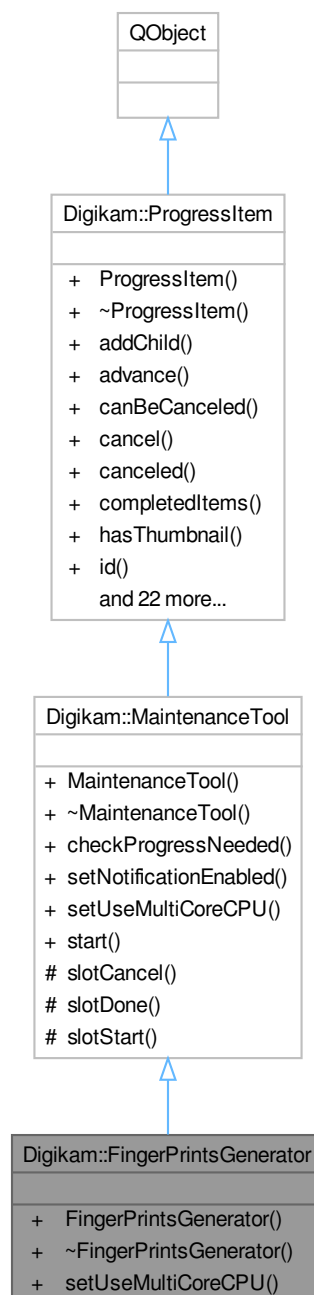 QObject
Digikam::ProgressItem
+ ProgressItem()
+ ~ProgressItem()
+ addChild()
+ advance()
+ canBeCanceled()
+ cancel()
+ canceled()
+ completedItems()
+ hasThumbnail()
+ id()
and 22 more...
Digikam::MaintenanceTool
+ MaintenanceTool()
+ ~MaintenanceTool()
+ checkProgressNeeded()
+ setNotificationEnabled()
+ setUseMultiCoreCPU()
+ start()
# slotCancel()
# slotDone()
# slotStart()
Digikam::FingerPrintsGenerator
+ FingerPrintsGenerator()
+ ~FingerPrintsGenerator()
+ setUseMultiCoreCPU()